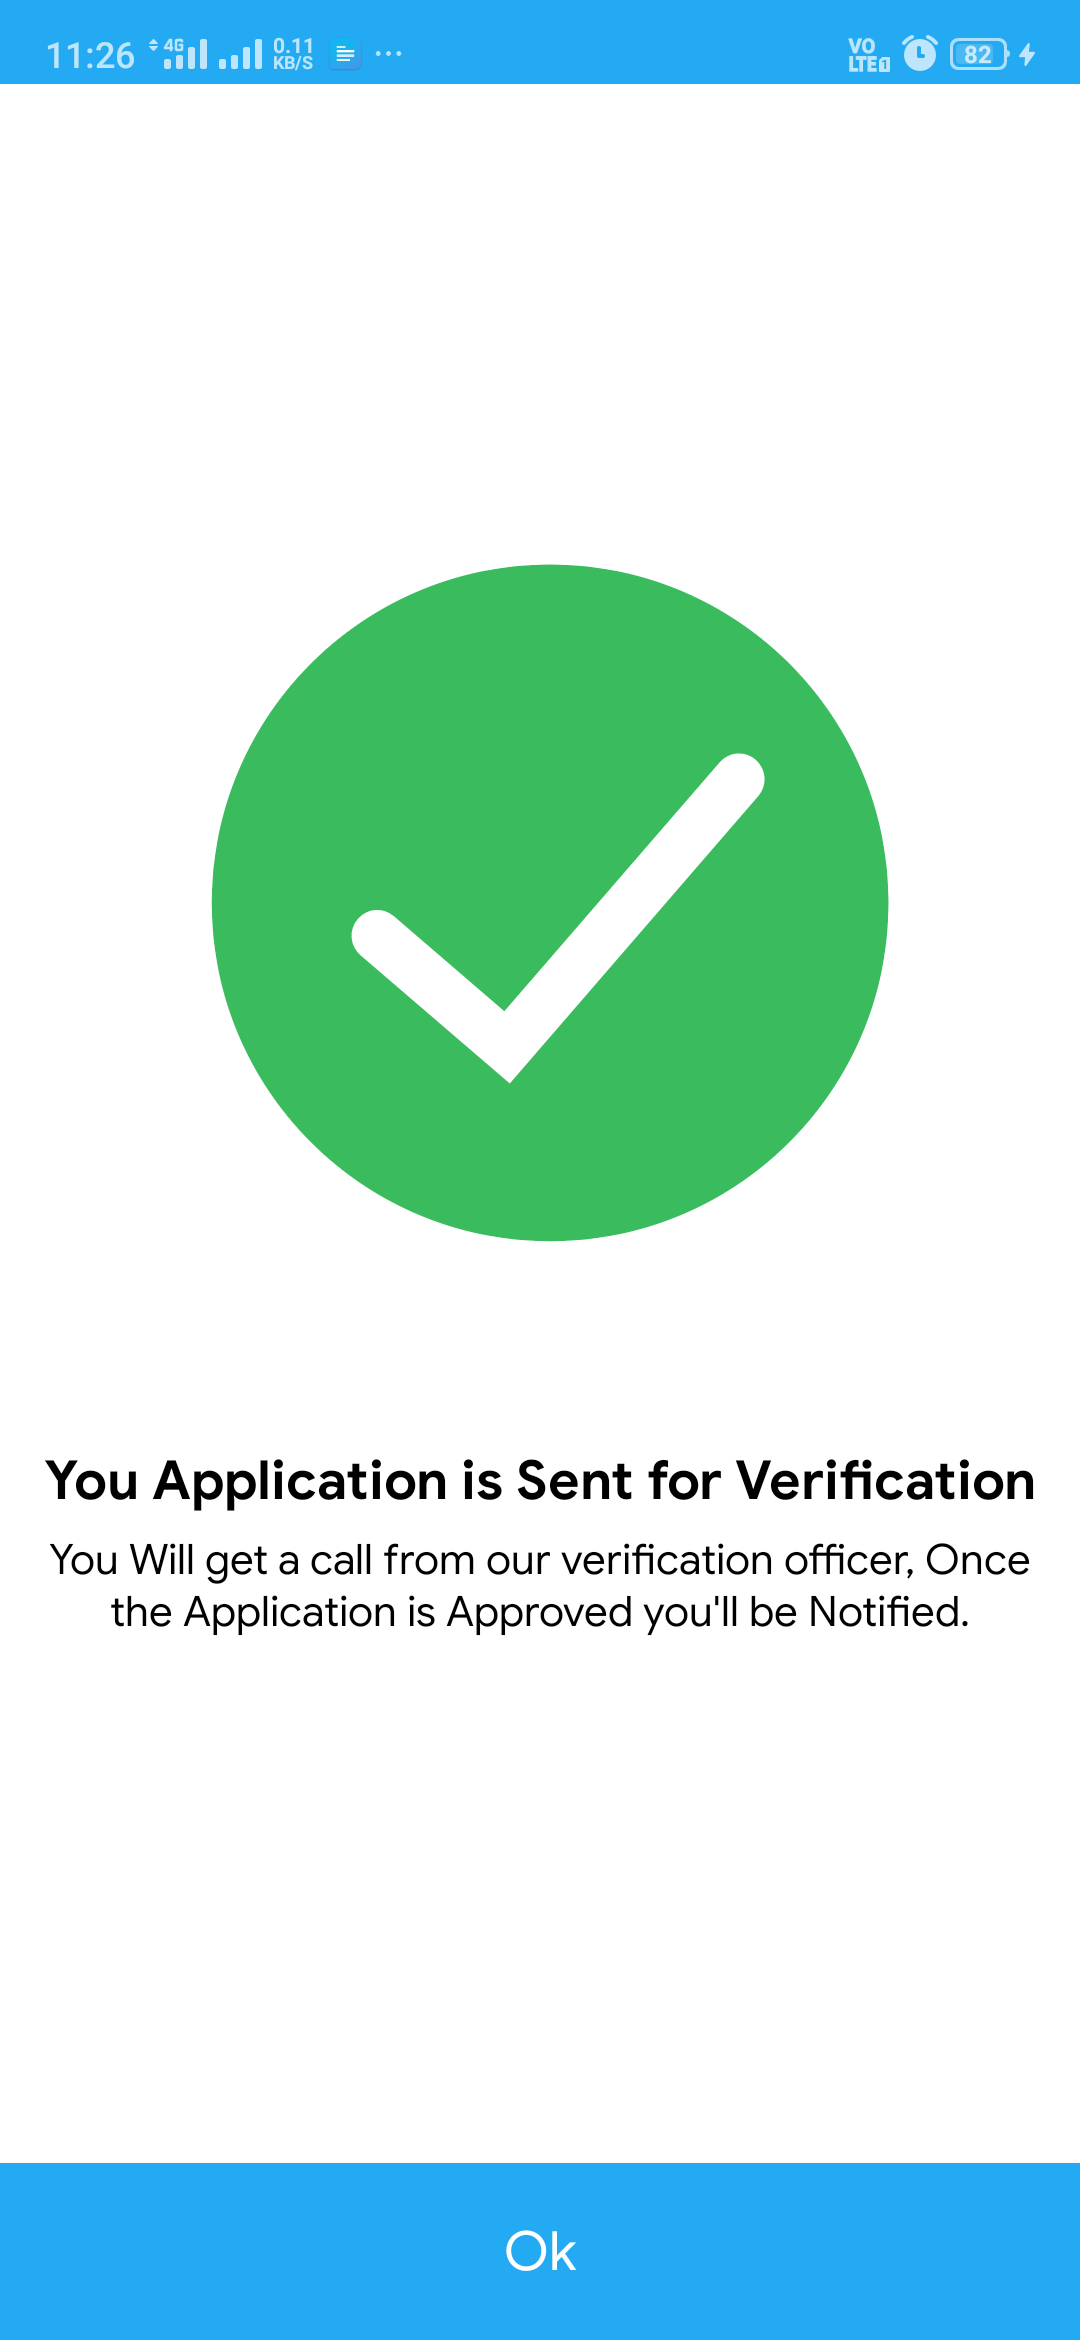 11:26 4G 0.11 KB/S ... VO LTE 1 82
You Application is Sent for Verification
You Will get a call from our verification officer, Once
the Application is Approved you'll be Notified.
Ok